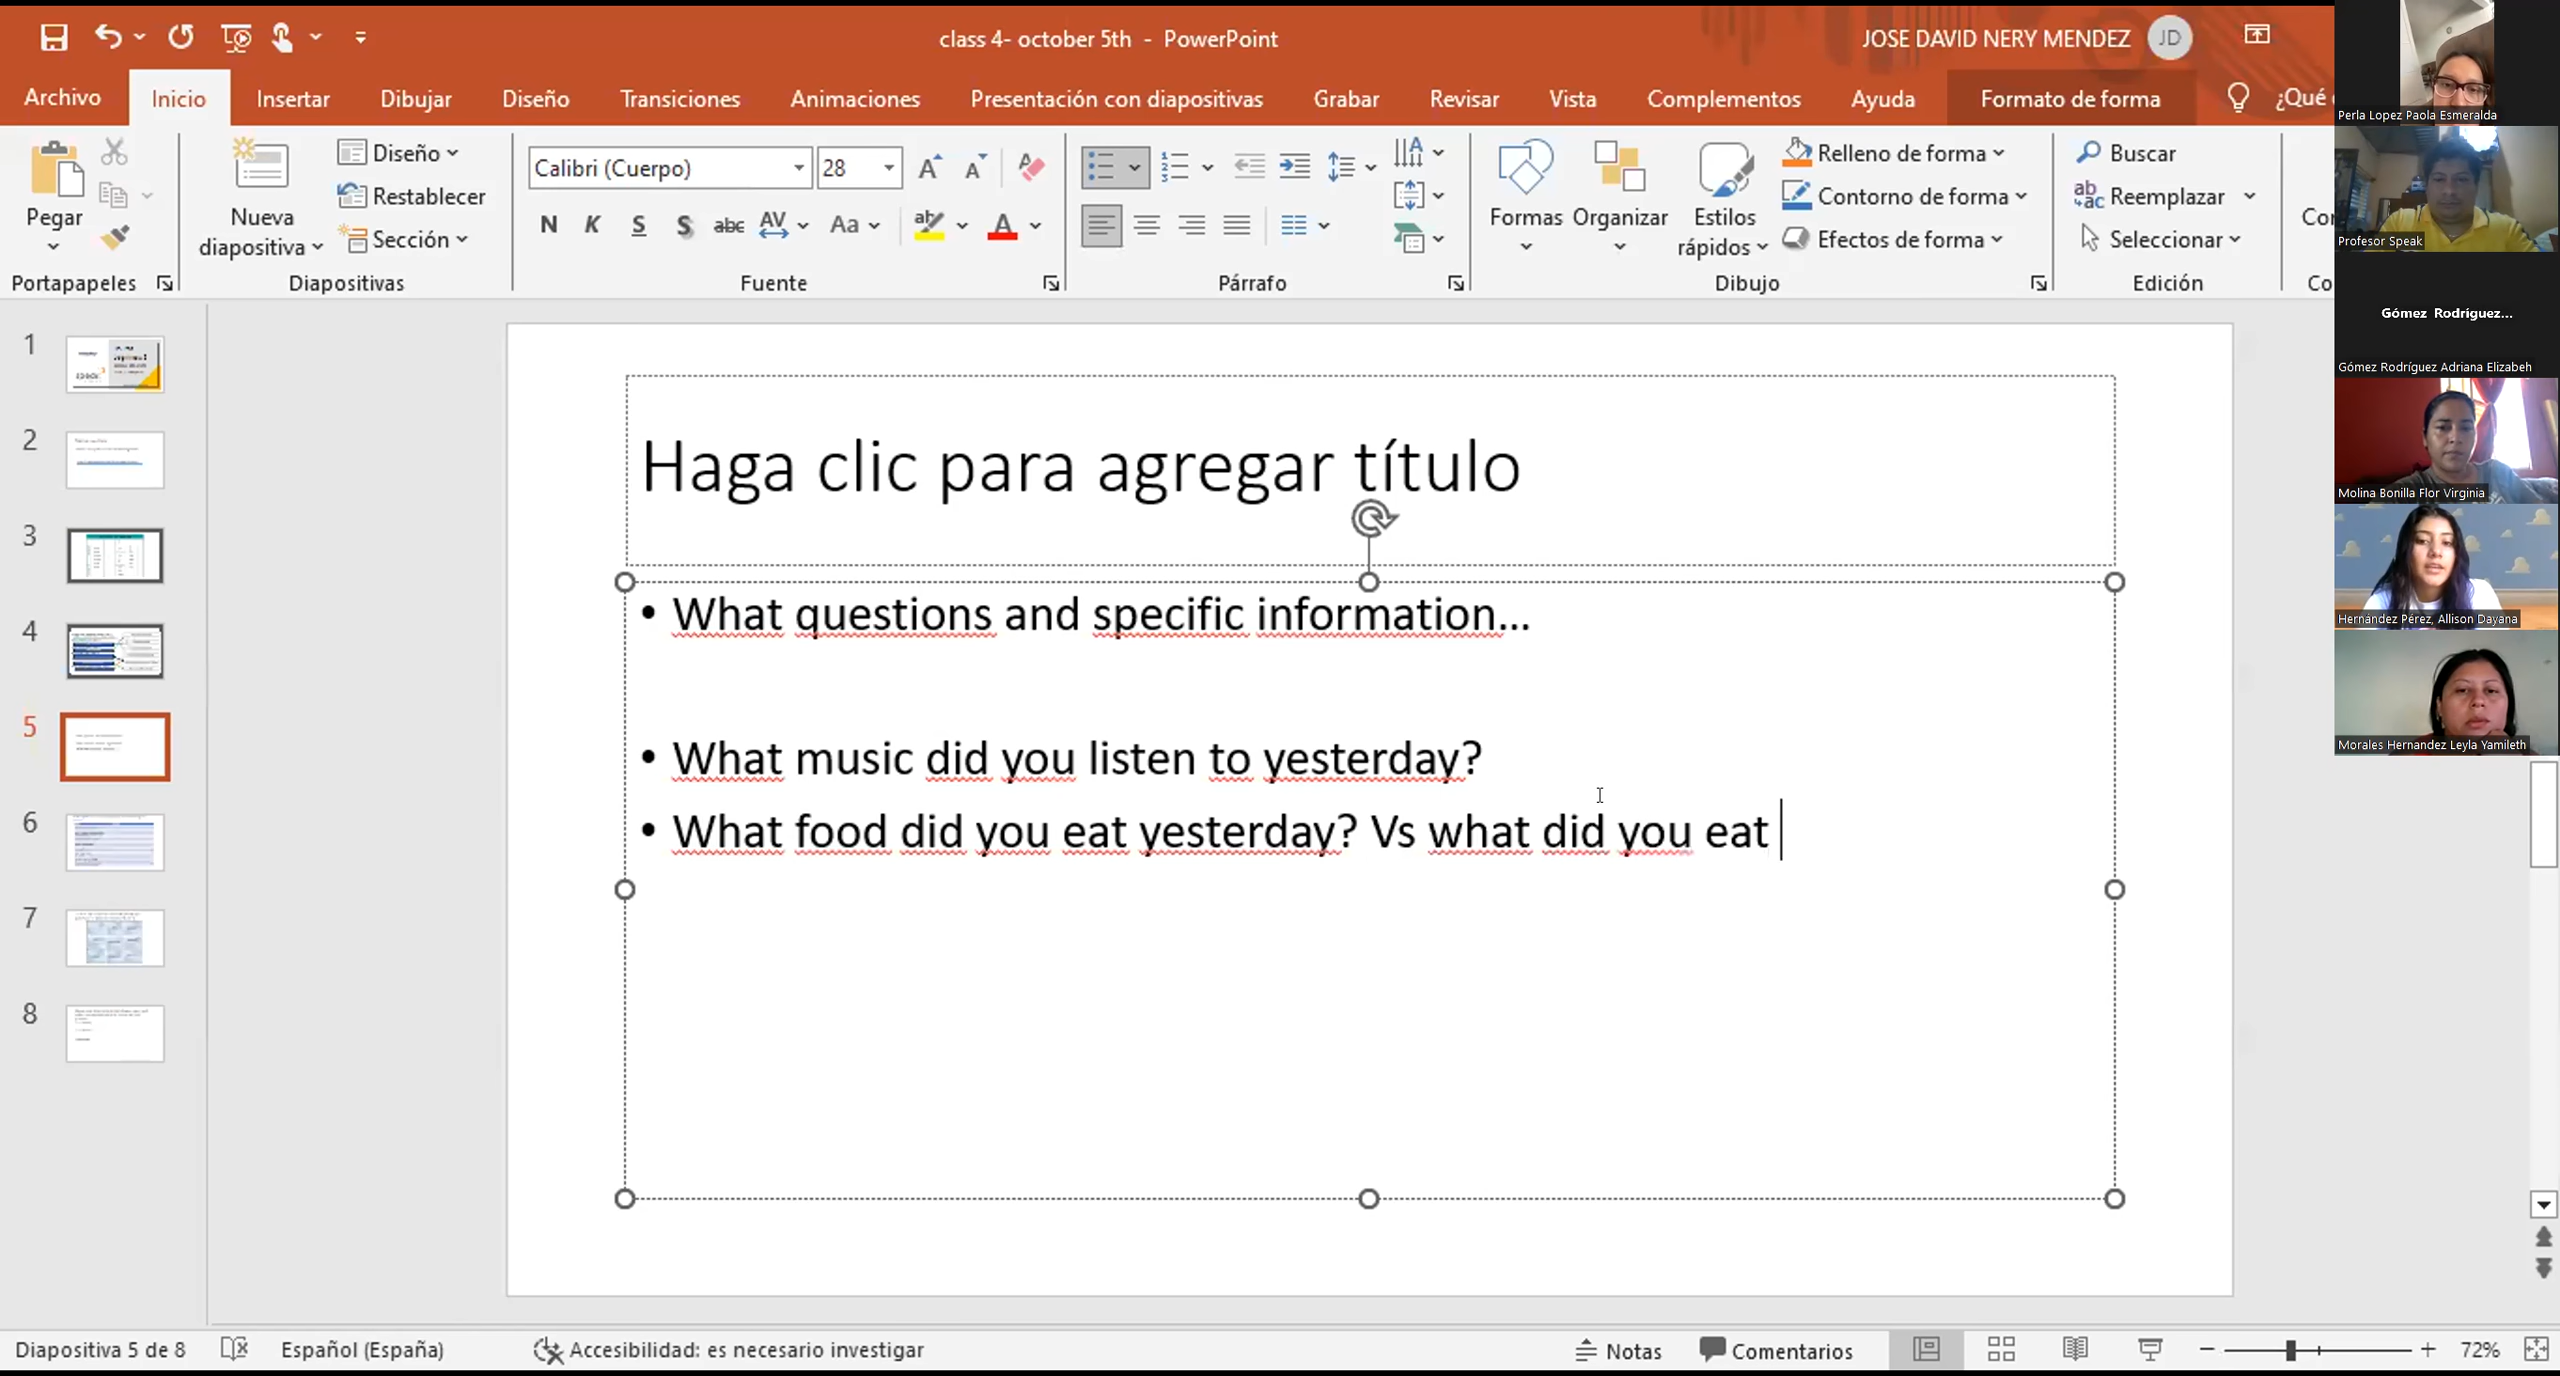 class 4- october 5th - PowerPoint
JOSE DAVID NERY MENDEZ JD
Archivo Inicio Insertar Dibujar Diseño Transiciones Animaciones Presentación con diapositivas Grabar Revisar Vista Complementos Ayuda Formato de forma ¿Qué
Pegar
Portapapeles
Nueva diapositiva
Diseño
Restablecer
Sección
Diapositivas
Calibri (Cuerpo) 28
N K S S abc AV Aa
Fuente
Párrafo
Formas Organizar Estilos rápidos
Relleno de forma
Contorno de forma
Efectos de forma
Dibujo
Buscar
Reemplazar
Seleccionar
Edición
Co
1
2
3
4
5
6
7
8
Haga clic para agregar título
• What questions and specific information...
• What music did you listen to yesterday?
• What food did you eat yesterday? Vs what did you eat
Perla Lopez Paola Esmeralda
Profesor Speak
Gómez Rodríguez...
Gómez Rodríguez Adriana Elizabeh
Molina Bonilla Flor Virginia
Hernández Pérez, Allison Dayana
Morales Hernandez Leyla Yamileth
Diapositiva 5 de 8 Español (España) Accesibilidad: es necesario investigar Notas Comentarios 72%